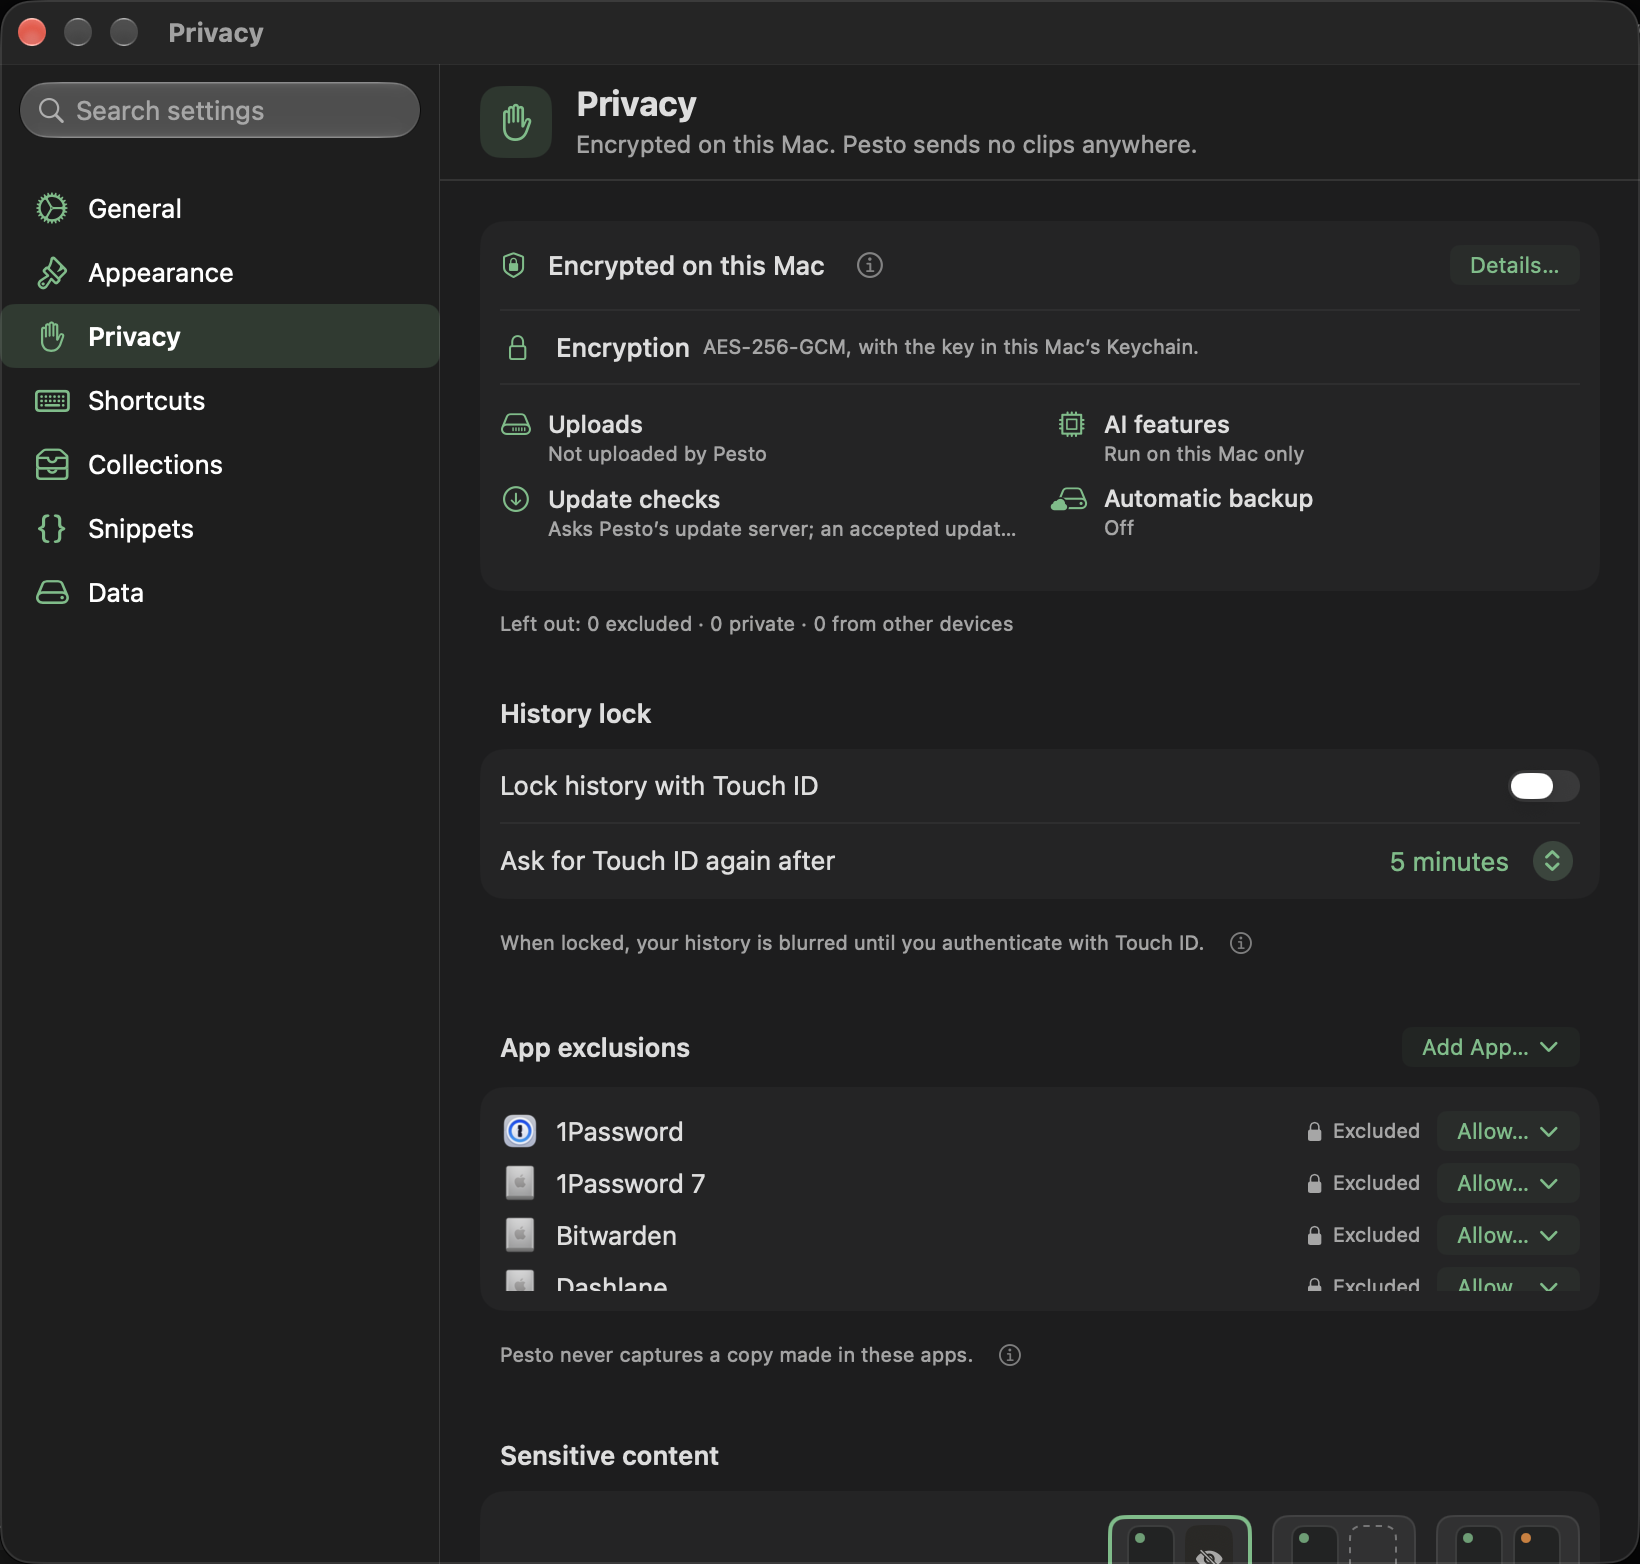 Privacy
Search settings
General
Appearance
Privacy
Shortcuts
Collections
Snippets
Data
Privacy
Encrypted on this Mac. Pesto sends no clips anywhere.
Encrypted on this Mac
Details...
Encryption AES-256-GCM, with the key in this Mac’s Keychain.
Uploads
Not uploaded by Pesto
AI features
Run on this Mac only
Update checks
Asks Pesto’s update server; an accepted updat...
Automatic backup
Off
Left out: 0 excluded · 0 private · 0 from other devices
History lock
Lock history with Touch ID
Ask for Touch ID again after
5 minutes
When locked, your history is blurred until you authenticate with Touch ID.
App exclusions
Add App...
1Password
Excluded
Allow...
1Password 7
Excluded
Allow...
Bitwarden
Excluded
Allow...
Dashlane
Excluded
Allow...
Pesto never captures a copy made in these apps.
Sensitive content